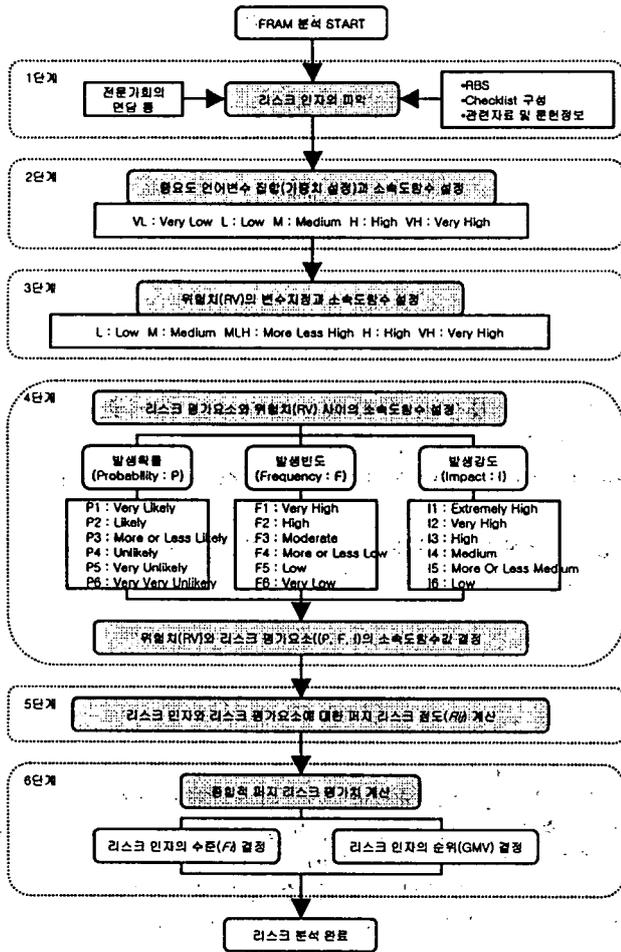 FRAM 분석 START
1단계
전문가회의
면담 등
리스크 인자의 파악
•RBS
•Checklist 구성
•관련자료 및 문헌정보
2단계
중요도 언어변수 집합(가중치 설정)과 소속도함수 설정
VL : Very Low L : Low M : Medium H : High VH : Very High
3단계
위험치(RV)의 변수지정과 소속도함수 설정
L : Low M : Medium MLH : More Less High H : High VH : Very High
4단계
리스크 평가요소와 위험치(RV) 사이의 소속도함수 설정
발생확률
(Probability : P)
발생빈도
(Frequency : F)
발생강도
(Impact : I)
P1 : Very Likely
P2 : Likely
P3 : More or Less Likely
P4 : Unlikely
P5 : Very Unlikely
P6 : Very Very Unlikely
F1 : Very High
F2 : High
F3 : Moderate
F4 : More or Less Low
F5 : Low
F6 : Very Low
I1 : Extremely High
I2 : Very High
I3 : High
I4 : Medium
I5 : More Or Less Medium
I6 : Low
위험치(RV)와 리스크 평가요소((P, F, I)의 소속도함수값 결정
5단계
리스크 인자와 리스크 평가요소에 대한 퍼지 리스크 점도(Rij) 계산
6단계
종합적 퍼지 리스크 평가치 계산
리스크 인자의 수준(Fi) 결정
리스크 인자의 순위(GMV) 결정
리스크 분석 완료